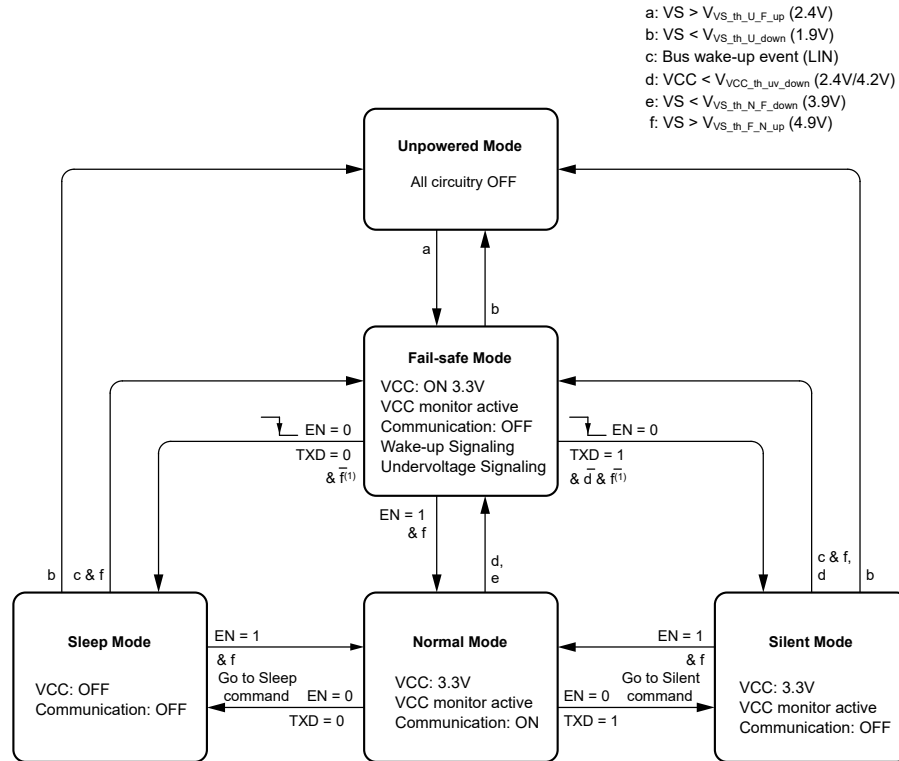 a: VS > VVS_th_U_F_up (2.4V)
b: VS < VVS_th_U_down (1.9V)
c: Bus wake-up event (LIN)
d: VCC < VVCC_th_uv_down (2.4V/4.2V)
e: VS < VVS_th_N_F_down (3.9V)
f: VS > VVS_th_F_N_up (4.9V)
Unpowered Mode
All circuitry OFF
a
b
Fail-safe Mode
VCC: ON 3.3V
VCC monitor active
Communication: OFF
Wake-up Signaling
Undervoltage Signaling
EN = 0
TXD = 0
& f̅(1)
EN = 0
TXD = 1
& d̅ & f̅(1)
EN = 1
& f
d,
e
b
c & f
c & f,
d
b
Sleep Mode
VCC: OFF
Communication: OFF
EN = 1
& f
Go to Sleep
command
EN = 0
TXD = 0
Normal Mode
VCC: 3.3V
VCC monitor active
Communication: ON
EN = 1
& f
Go to Silent
command
EN = 0
TXD = 1
Silent Mode
VCC: 3.3V
VCC monitor active
Communication: OFF